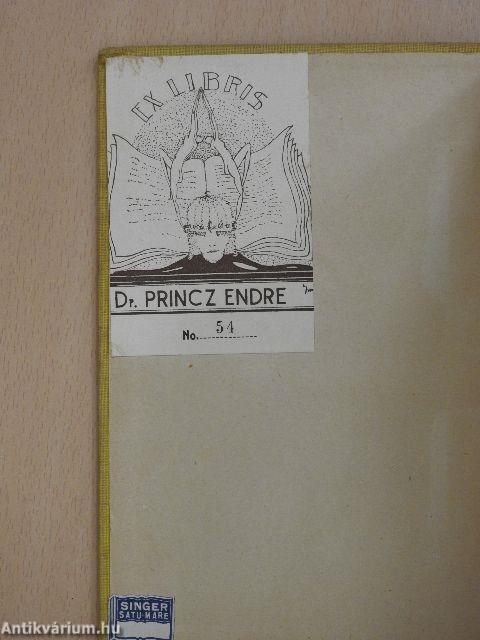 EX LIBRIS
Dr. PRINCZ ENDRE
No. 54
SINGER
SATU-MARE
Antikvárium.hu